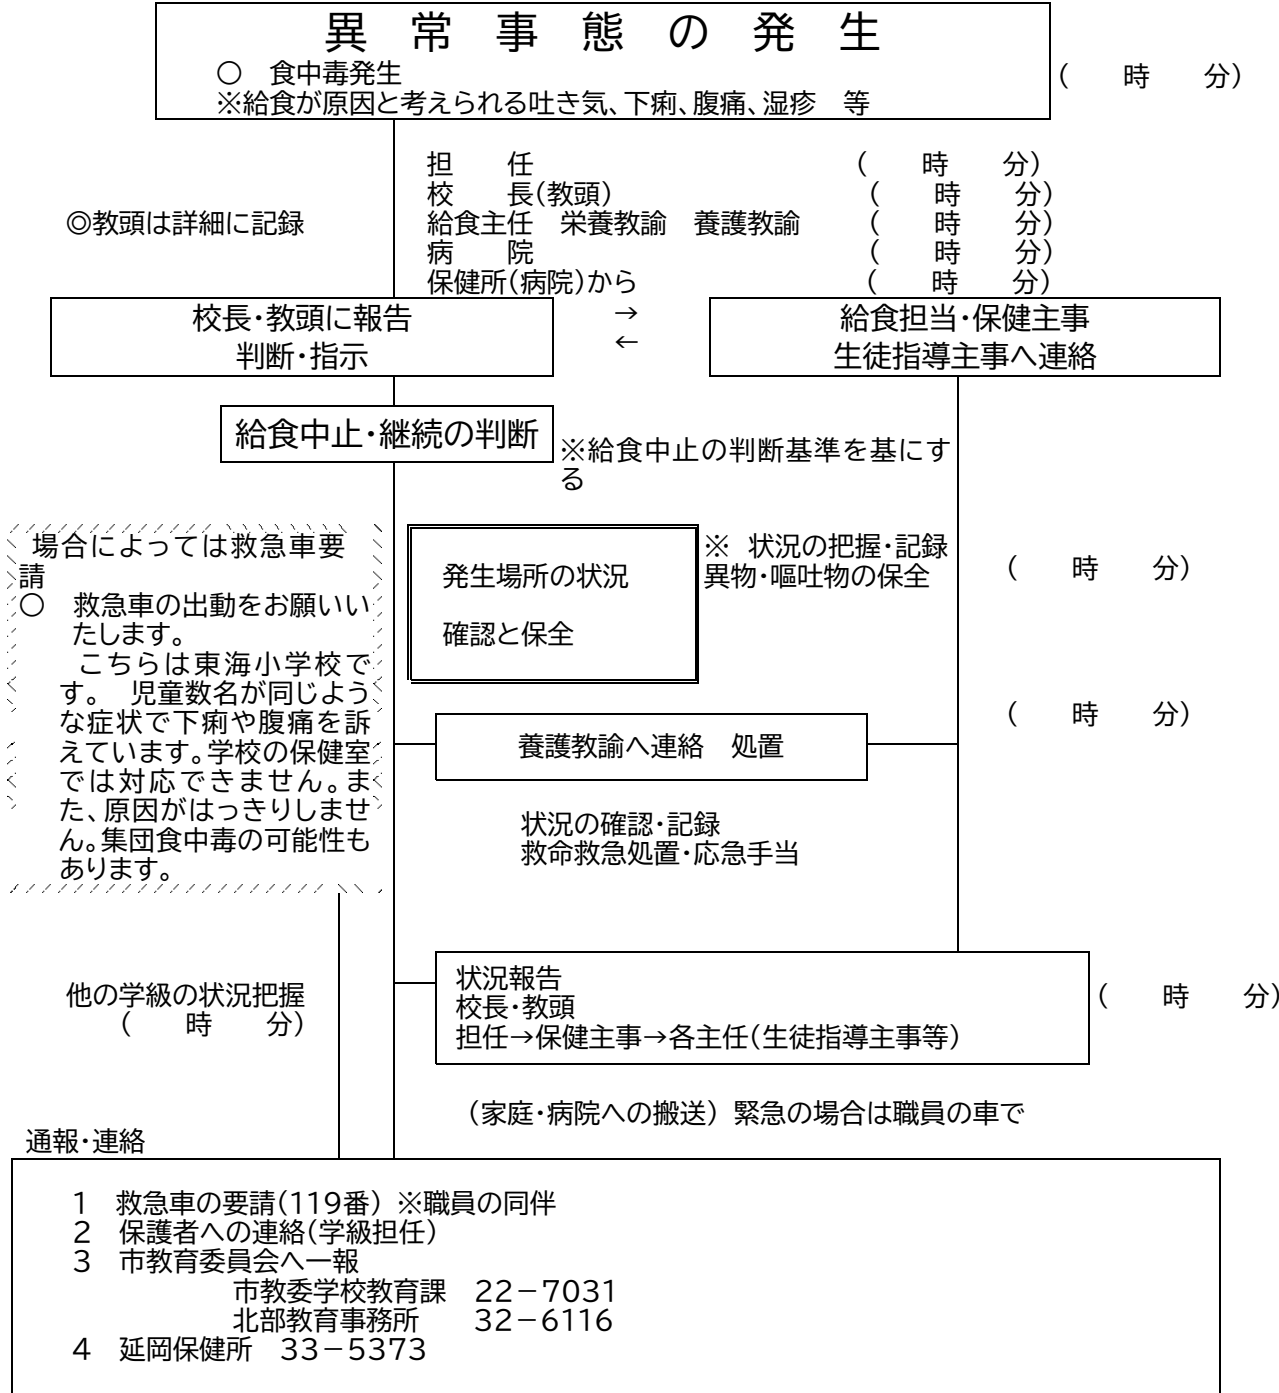 異　常　事　態　の　発　生
○　食中毒発生
（　　時　　分）
※給食が原因と考えられる吐き気、下痢、腹痛、湿疹　等
担　　任　　　　　　　　　　　　（　　時　　分）
校　　長（教頭）　　　　　　　　　（　　時　　分）
◎教頭は詳細に記録
給食主任　栄養教諭　養護教諭　　（　　時　　分）
病　　院　　　　　　　　　　　　（　　時　　分）
保健所（病院）から　　　　　　　　（　　時　　分）
校長・教頭に報告
判断・指示
→
←
給食担当・保健主事
生徒指導主事へ連絡
給食中止・継続の判断
※給食中止の判断基準を基にす
る
場合によっては救急車要
請
○　救急車の出動をお願いい
たします。
こちらは東海小学校で
す。　児童数名が同じよう
な症状で下痢や腹痛を訴
えています。学校の保健室
では対応できません。ま
た、原因がはっきりしませ
ん。集団食中毒の可能性も
あります。
発生場所の状況
確認と保全
※　状況の把握・記録
異物・嘔吐物の保全
（　　時　　分）
（　　時　　分）
養護教諭へ連絡　処置
状況の確認・記録
救命救急処置・応急手当
他の学級の状況把握
（　　時　　分）
状況報告
校長・教頭
担任→保健主事→各主任（生徒指導主事等）
（　　時　　分）
（家庭・病院への搬送）緊急の場合は職員の車で
通報・連絡
１　救急車の要請（119番）※職員の同伴
２　保護者への連絡（学級担任）
３　市教育委員会へ一報
市教委学校教育課　２２－７０３１
北部教育事務所　　３２－６１１６
４　延岡保健所　３３－５３７３